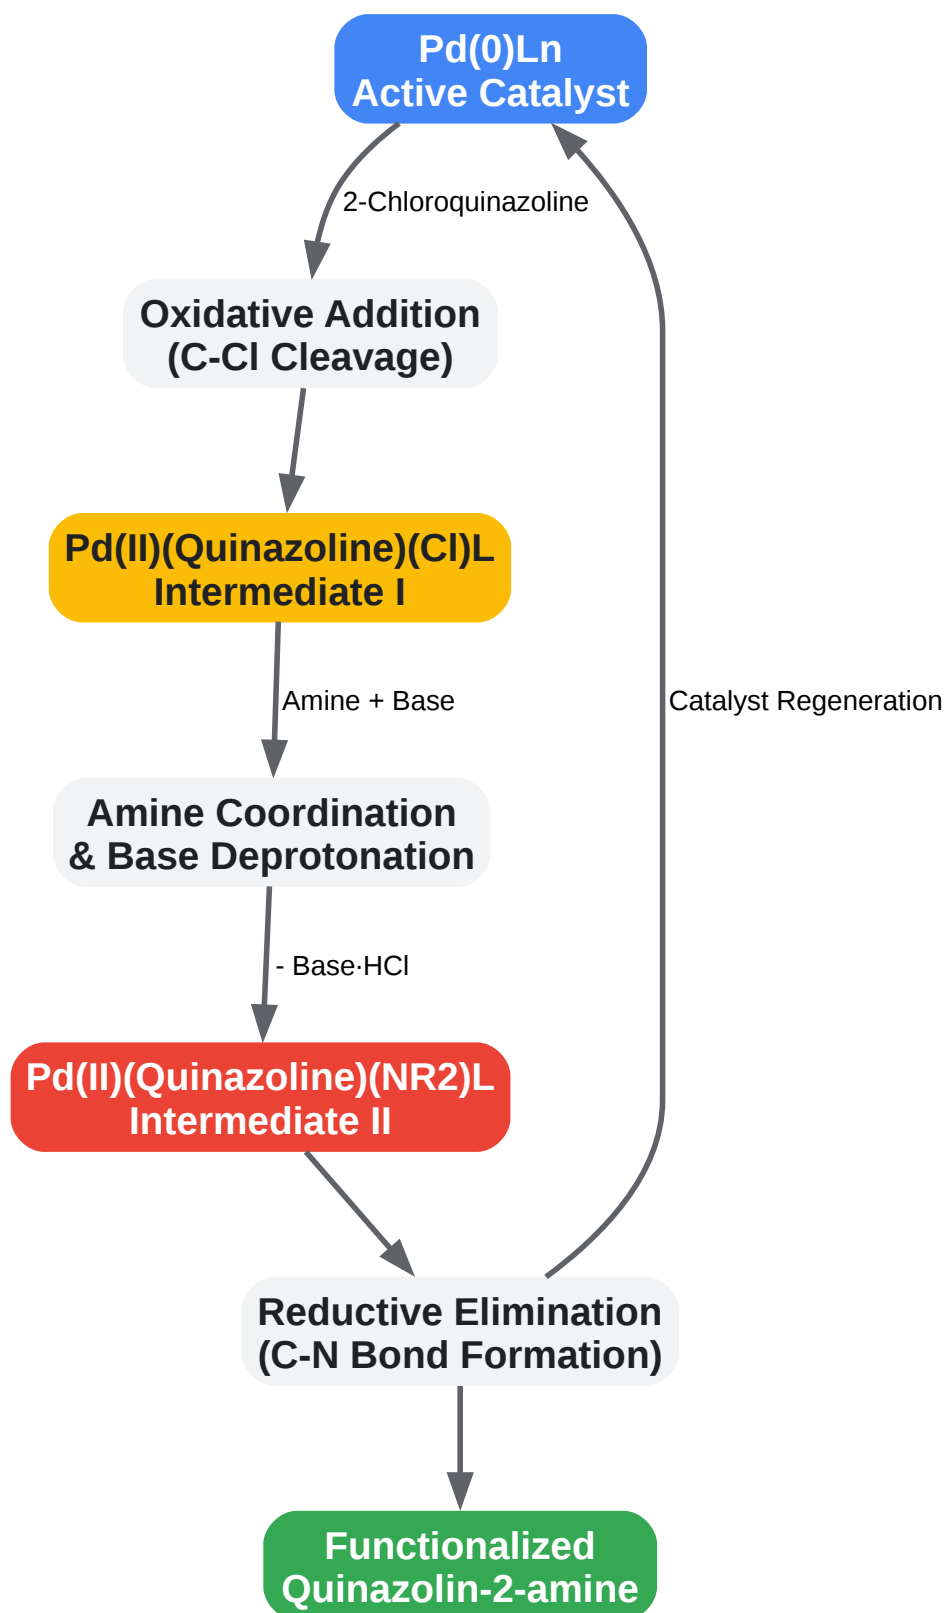 Pd(0)Ln
Active Catalyst
2-Chloroquinazoline
Oxidative Addition
(C-Cl Cleavage)
Pd(II)(Quinazoline)(Cl)L
Intermediate I
Amine + Base
Catalyst Regeneration
Amine Coordination
& Base Deprotonation
- Base·HCl
Pd(II)(Quinazoline)(NR2)L
Intermediate II
Reductive Elimination
(C-N Bond Formation)
Functionalized
Quinazolin-2-amine